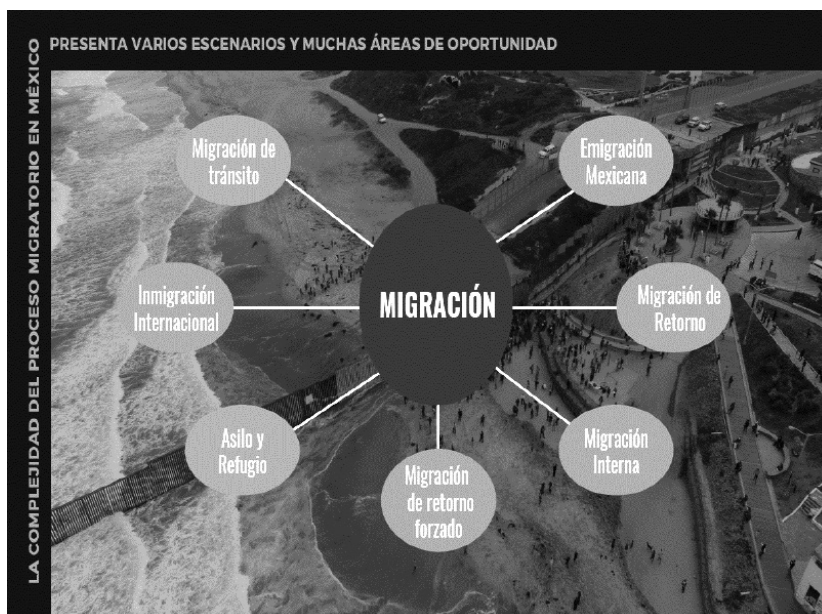 LA COMPLEJIDAD DEL PROCESO MIGRATORIO EN MÉXICO
PRESENTA VARIOS ESCENARIOS Y MUCHAS ÁREAS DE OPORTUNIDAD
Migración de
tránsito
Emigración
Mexicana
Inmigración
Internacional
MIGRACIÓN
Migración de
Retorno
Asilo y
Refugio
Migración
de retorno
forzado
Migración
Interna